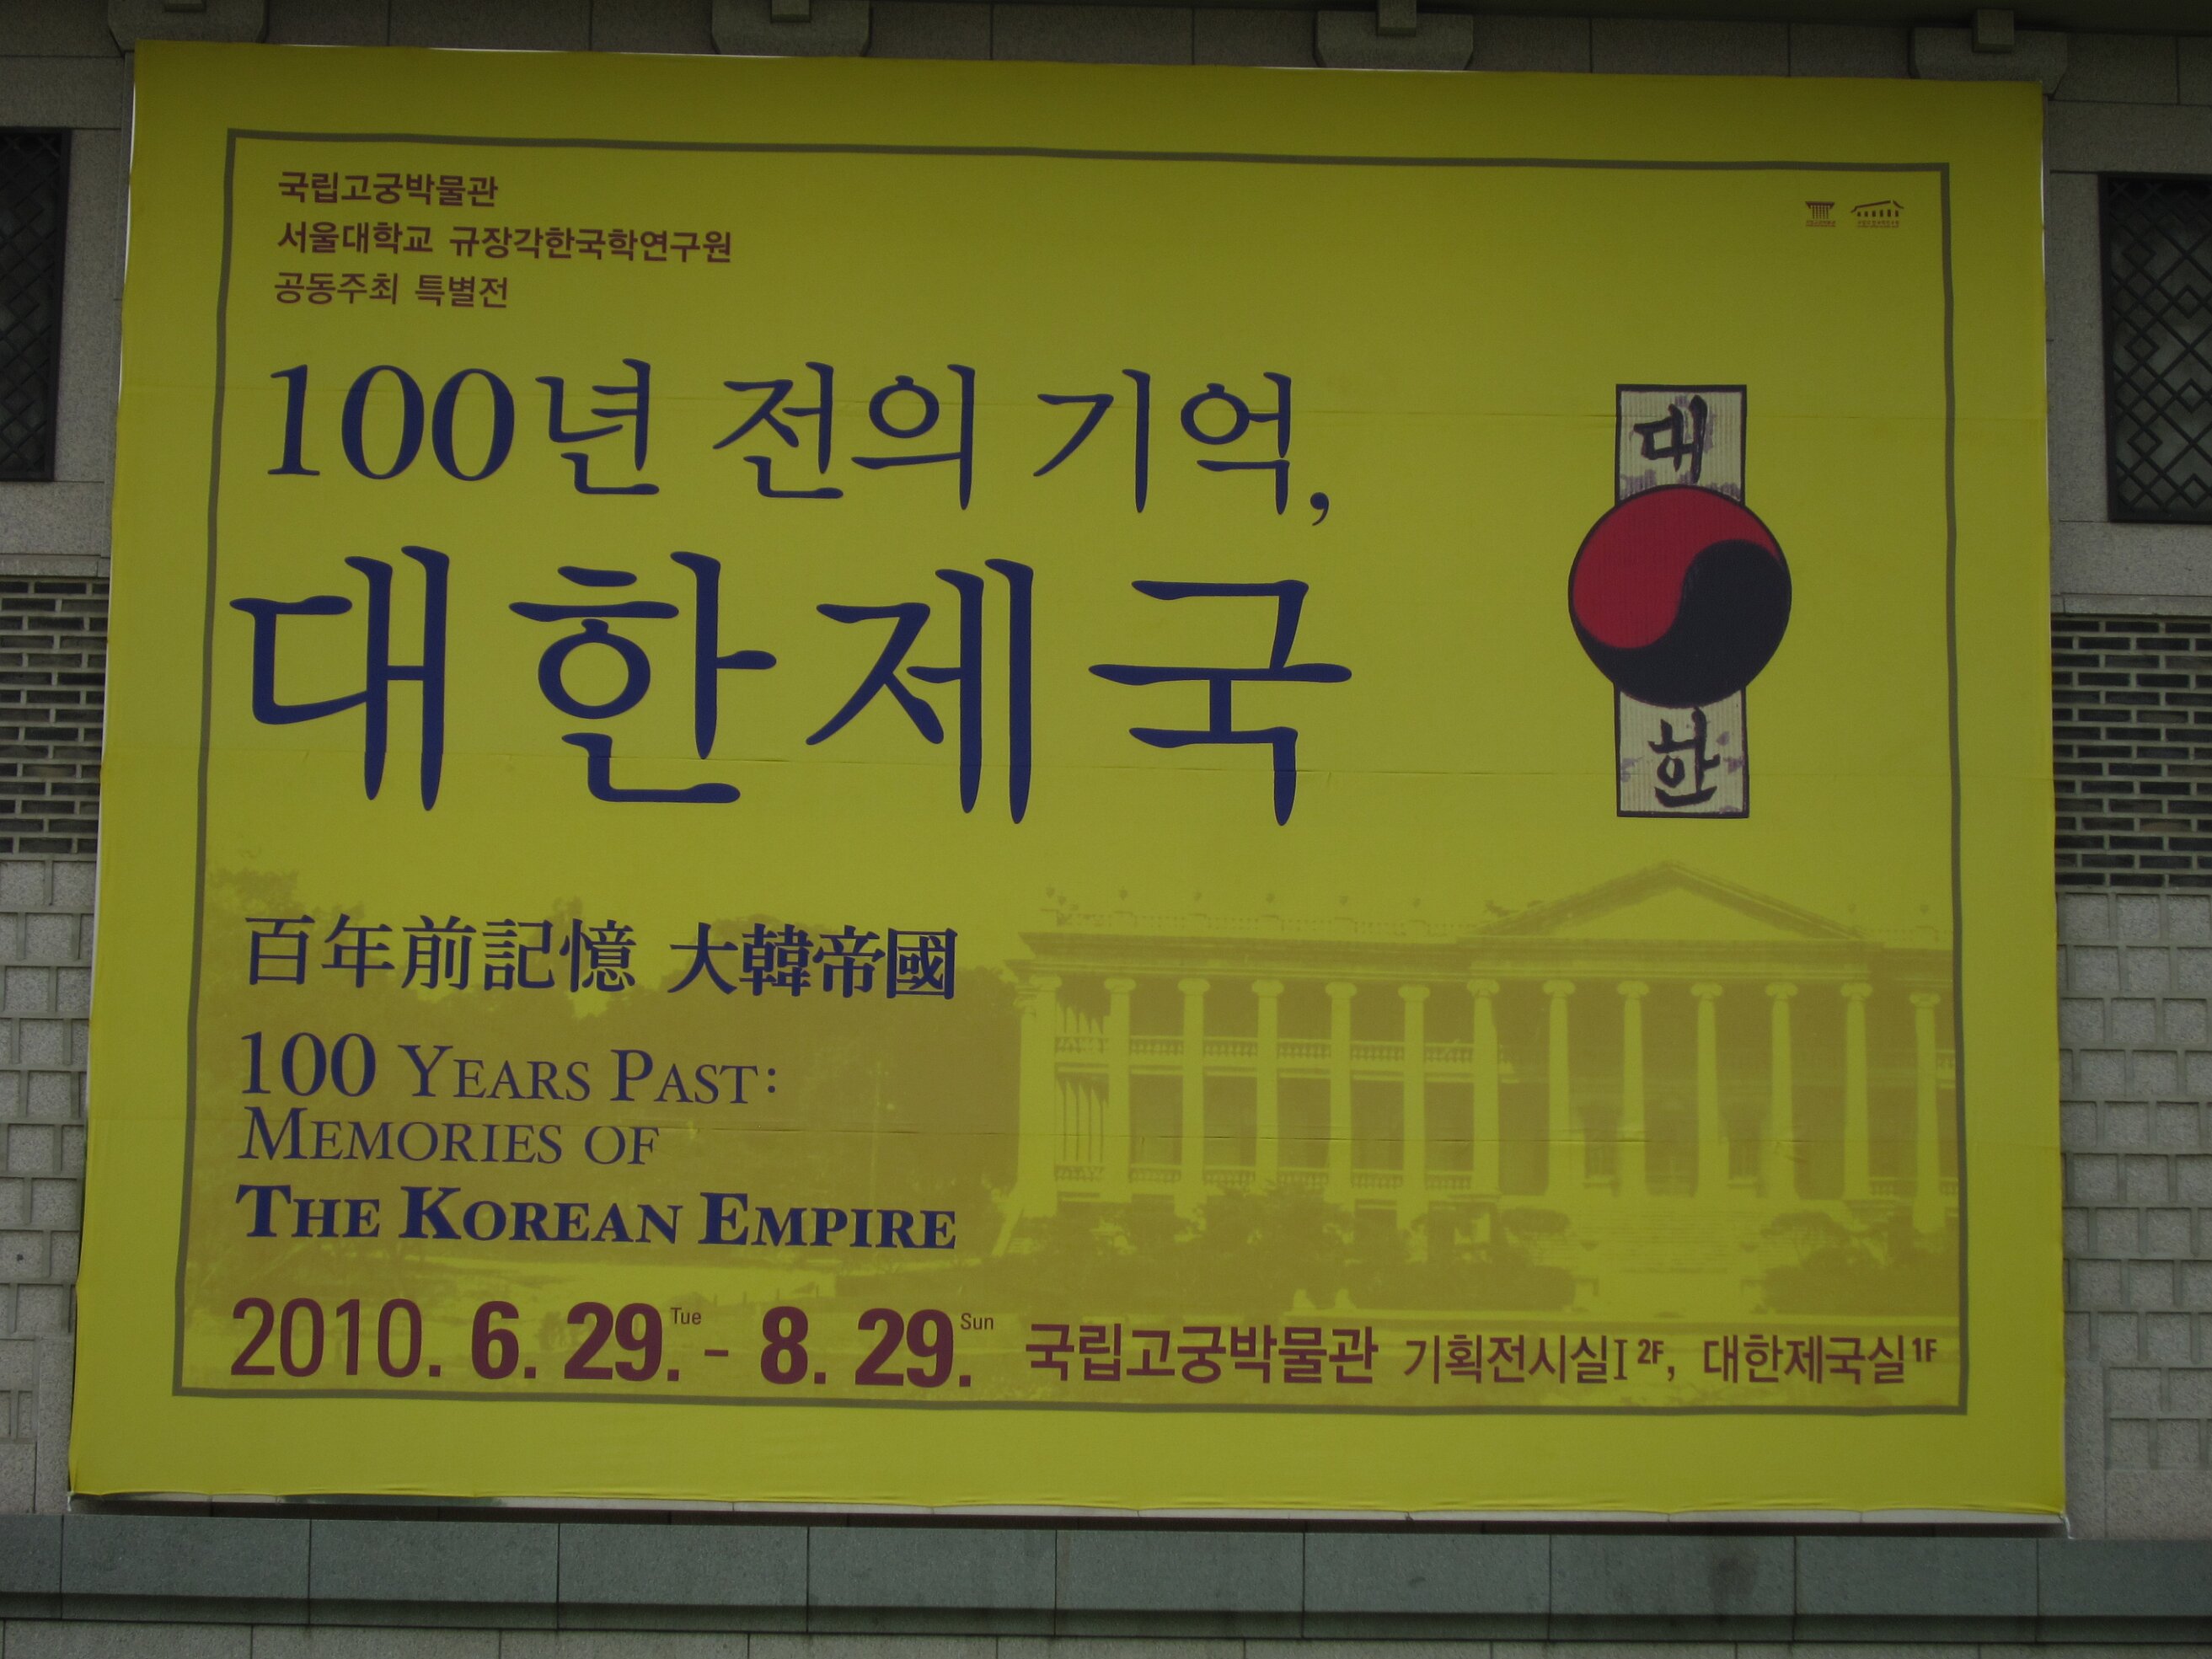 국립고궁박물관
서울대학교 규장각한국학연구원
공동주최 특별전
100년 전의 기억,
대한제국
대
한
百年前記憶 大韓帝國
100 YEARS PAST:
MEMORIES OF
THE KOREAN EMPIRE
2010. 6. 29. Tue - 8. 29. Sun 국립고궁박물관 기획전시실I 2F, 대한제국실 1F